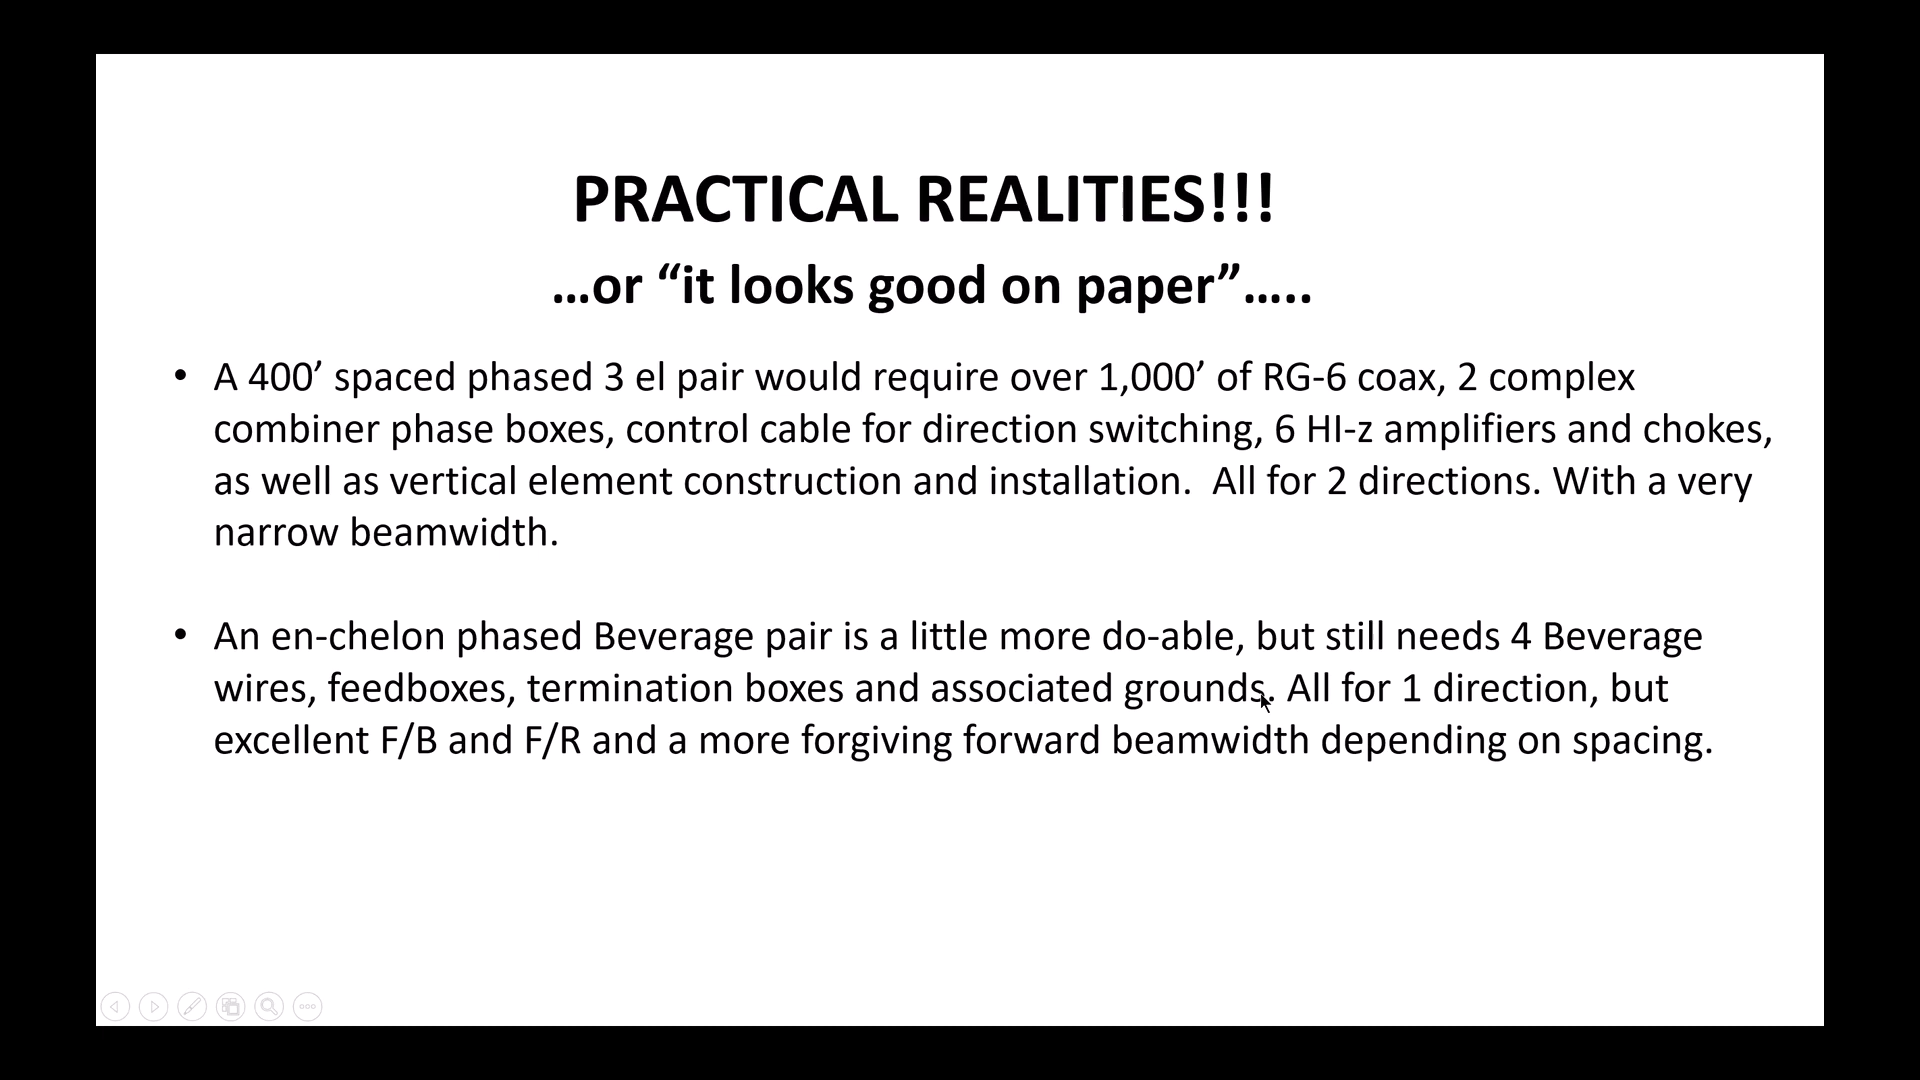 PRACTICAL REALITIES!!!
…or “it looks good on paper”…..
• A 400’ spaced phased 3 el pair would require over 1,000’ of RG-6 coax, 2 complex
combiner phase boxes, control cable for direction switching, 6 HI-z amplifiers and chokes,
as well as vertical element construction and installation.  All for 2 directions. With a very
narrow beamwidth.
• An en-chelon phased Beverage pair is a little more do-able, but still needs 4 Beverage
wires, feedboxes, termination boxes and associated grounds. All for 1 direction, but
excellent F/B and F/R and a more forgiving forward beamwidth depending on spacing.